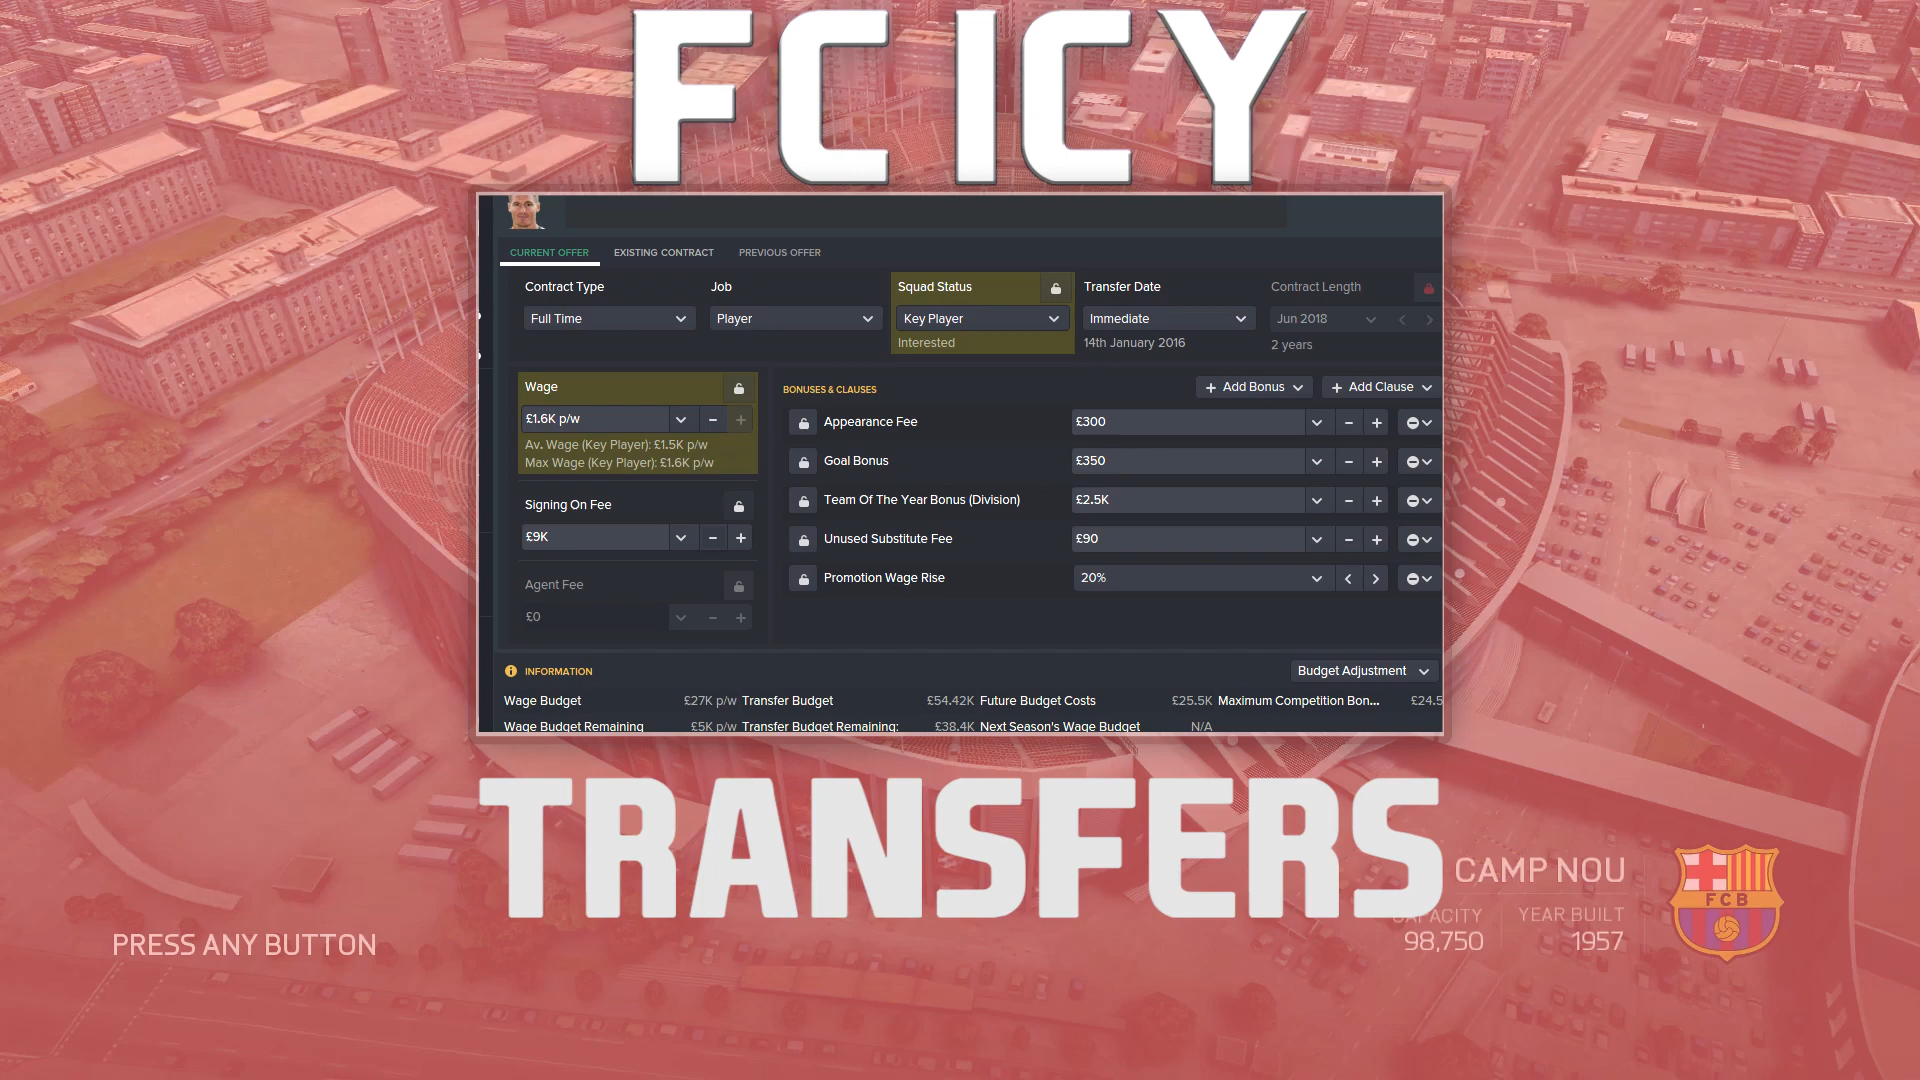 FC ICY
CURRENT OFFER EXISTING CONTRACT PREVIOUS OFFER
Contract Type Job Squad Status Transfer Date Contract Length
Full Time Player Key Player Immediate Jun 2018
Interested 14th January 2016 2 years
Wage
£1.6K p/w
Av. Wage (Key Player): £1.5K p/w
Max Wage (Key Player): £1.6K p/w
Signing On Fee
£9K
Agent Fee
£0
BONUSES & CLAUSES + Add Bonus + Add Clause
Appearance Fee £300
Goal Bonus £350
Team Of The Year Bonus (Division) £2.5K
Unused Substitute Fee £90
Promotion Wage Rise 20%
INFORMATION Budget Adjustment
Wage Budget £27K p/w Transfer Budget £54.42K Future Budget Costs £25.5K Maximum Competition Bon... £24.5
Wage Budget Remaining £5K p/w Transfer Budget Remaining: £38.4K Next Season's Wage Budget N/A
TRANSFERS
CAMP NOU
CAPACITY YEAR BUILT
98,750 1957
FCB
PRESS ANY BUTTON